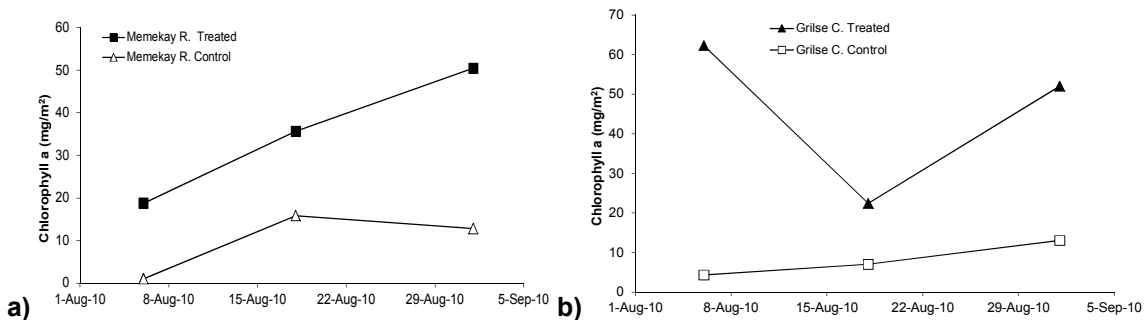 60
50
40
30
20
10
0
Chlorophyll a (mg/m²)
Memekay R. Treated
Memekay R. Control
1-Aug-10 8-Aug-10 15-Aug-10 22-Aug-10 29-Aug-10 5-Sep-10
a)
70
60
50
40
30
20
10
0
Chlorophyll a (mg/m²)
Grilse C. Treated
Grilse C. Control
1-Aug-10 8-Aug-10 15-Aug-10 22-Aug-10 29-Aug-10 5-Sep-10
b)